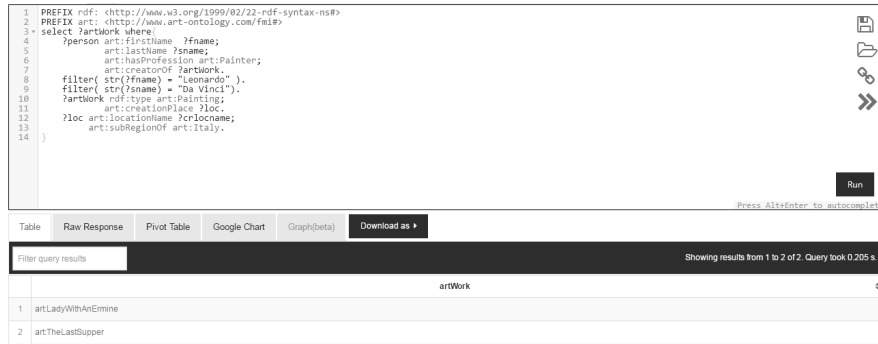 1 PREFIX rdf: <http://www.w3.org/1999/02/22-rdf-syntax-ns#>
2 PREFIX art: <http://www.art-ontology.com/fmi#>
3 select ?artWork where{
4 ?person art:firstName ?fname;
5 art:lastName ?sname;
6 art:hasProfession art:Painter;
7 art:creatorOf ?artWork.
8 filter( str(?fname) = "Leonardo" ).
9 filter( str(?sname) = "Da Vinci").
10 ?artWork rdf:type art:Painting;
11 art:creationPlace ?loc.
12 ?loc art:locationName ?crlocname;
13 art:subRegionOf art:Italy.
14 }
Run
Press Alt+Enter to autocomplet
Table Raw Response Pivot Table Google Chart Graph(beta) Download as
Filter query results Showing results from 1 to 2 of 2. Query took 0.205 s.
artWork
1 art:LadyWithAnErmine
2 art:TheLastSupper